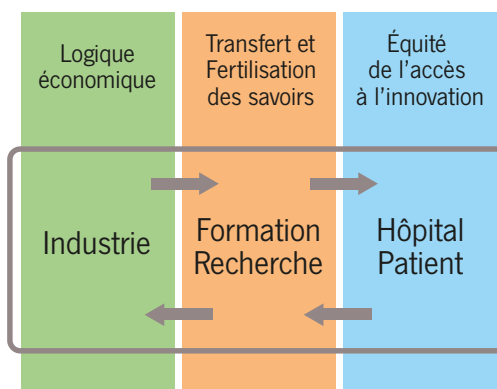 Logique
économique
Transfert et
Fertilisation
des savoirs
Équité
de l'accès
à l'innovation
Industrie
Formation
Recherche
Hôpital
Patient